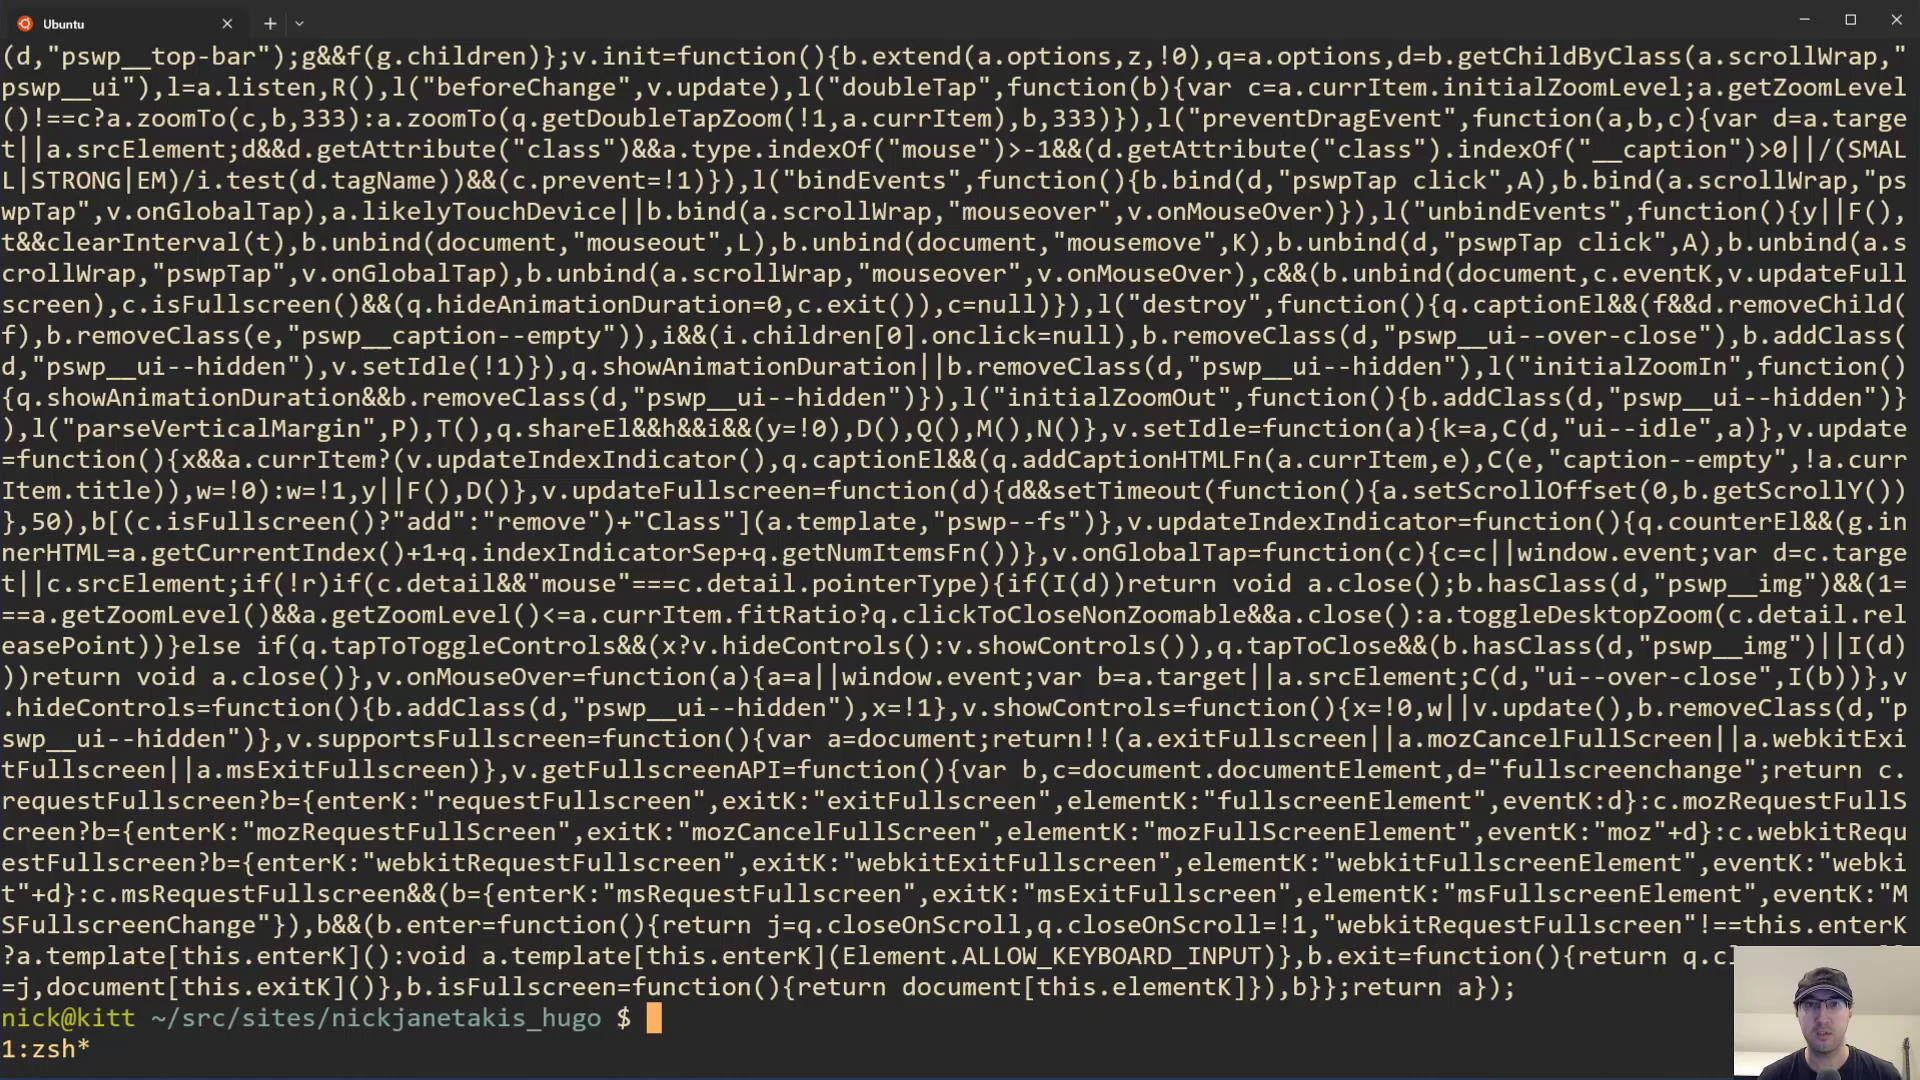 Ubuntu
(d,"pswp__top-bar");g&&f(g.children)};v.init=function(){b.extend(a.options,z,!0),q=a.options,d=b.getChildByClass(a.scrollWrap,"
pswp__ui"),l=a.listen,R(),l("beforeChange",v.update),l("doubleTap",function(b){var c=a.currItem.initialZoomLevel;a.getZoomLevel
()!==c?a.zoomTo(c,b,333):a.zoomTo(q.getDoubleTapZoom(!1,a.currItem),b,333)}),l("preventDragEvent",function(a,b,c){var d=a.targe
t||a.srcElement;d&&d.getAttribute("class")&&a.type.indexOf("mouse")>-1&&(d.getAttribute("class").indexOf("__caption")>0||/(SMAL
L|STRONG|EM)/i.test(d.tagName))&&(c.prevent=!1)}),l("bindEvents",function(){b.bind(d,"pswpTap click",A),b.bind(a.scrollWrap,"ps
wpTap",v.onGlobalTap),a.likelyTouchDevice||b.bind(a.scrollWrap,"mouseover",v.onMouseOver)}),l("unbindEvents",function(){y||F(),
t&&clearInterval(t),b.unbind(document,"mouseout",L),b.unbind(document,"mousemove",K),b.unbind(d,"pswpTap click",A),b.unbind(a.s
crollWrap,"pswpTap",v.onGlobalTap),b.unbind(a.scrollWrap,"mouseover",v.onMouseOver),c&&(b.unbind(document,c.eventK,v.updateFull
screen),c.isFullscreen()&&(q.hideAnimationDuration=0,c.exit()),c=null)}),l("destroy",function(){q.captionEl&&(f&&d.removeChild(
f),b.removeClass(e,"pswp__caption--empty")),i&&(i.children[0].onclick=null),b.removeClass(d,"pswp__ui--over-close"),b.addClass(
d,"pswp__ui--hidden"),v.setIdle(!1)}),q.showAnimationDuration||b.removeClass(d,"pswp__ui--hidden"),l("initialZoomIn",function()
{q.showAnimationDuration&&b.removeClass(d,"pswp__ui--hidden")}),l("initialZoomOut",function(){b.addClass(d,"pswp__ui--hidden")}
),l("parseVerticalMargin",P),T(),q.shareEl&&h&&i&&(y=!0),D(),Q(),M(),N()},v.setIdle=function(a){k=a,C(d,"ui--idle",a)},v.update
=function(){x&&a.currItem?(v.updateIndexIndicator(),q.captionEl&&(q.addCaptionHTMLFn(a.currItem,e),C(e,"caption--empty",!a.curr
Item.title)),w=!0):w=!1,y||F(),D()},v.updateFullscreen=function(d){d&&setTimeout(function(){a.setScrollOffset(0,b.getScrollY())
},50),b[(c.isFullscreen()?"add":"remove")+"Class"](a.template,"pswp--fs")},v.updateIndexIndicator=function(){q.counterEl&&(g.in
nerHTML=a.getCurrentIndex()+1+q.indexIndicatorSep+q.getNumItemsFn())},v.onGlobalTap=function(c){c=c||window.event;var d=c.targe
t||c.srcElement;if(!r)if(c.detail&&"mouse"===c.detail.pointerType){if(I(d))return void a.close();b.hasClass(d,"pswp__img")&&(1=
==a.getZoomLevel()&&a.getZoomLevel()<=a.currItem.fitRatio?q.clickToCloseNonZoomable&&a.close():a.toggleDesktopZoom(c.detail.rel
easePoint))}else if(q.tapToToggleControls&&(x?v.hideControls():v.showControls()),q.tapToClose&&(b.hasClass(d,"pswp__img")||I(d)
))return void a.close()},v.onMouseOver=function(a){a=a||window.event;var b=a.target||a.srcElement;C(d,"ui--over-close",I(b))},v
.hideControls=function(){b.addClass(d,"pswp__ui--hidden"),x=!1},v.showControls=function(){x=!0,w||v.update(),b.removeClass(d,"p
swp__ui--hidden")},v.supportsFullscreen=function(){var a=document;return!!(a.exitFullscreen||a.mozCancelFullScreen||a.webkitExi
tFullscreen||a.msExitFullscreen)},v.getFullscreenAPI=function(){var b,c=document.documentElement,d="fullscreenchange";return c.
requestFullscreen?b={enterK:"requestFullscreen",exitK:"exitFullscreen",elementK:"fullscreenElement",eventK:d}:c.mozRequestFullS
creen?b={enterK:"mozRequestFullScreen",exitK:"mozCancelFullScreen",elementK:"mozFullScreenElement",eventK:"moz"+d}:c.webkitRequ
estFullscreen?b={enterK:"webkitRequestFullscreen",exitK:"webkitExitFullscreen",elementK:"webkitFullscreenElement",eventK:"webki
t"+d}:c.msRequestFullscreen&&(b={enterK:"msRequestFullscreen",exitK:"msExitFullscreen",elementK:"msFullscreenElement",eventK:"M
SFullscreenChange"}),b&&(b.enter=function(){return j=q.closeOnScroll,q.closeOnScroll=!1,"webkitRequestFullscreen"!==this.enterK
?a.template[this.enterK]():void a.template[this.enterK](Element.ALLOW_KEYBOARD_INPUT)},b.exit=function(){return
=j,document[this.exitK]()},b.isFullscreen=function(){return document[this.elementK]}),b}};return a});
nick@kitt ~/src/sites/nickjanetakis_hugo $
1:zsh*